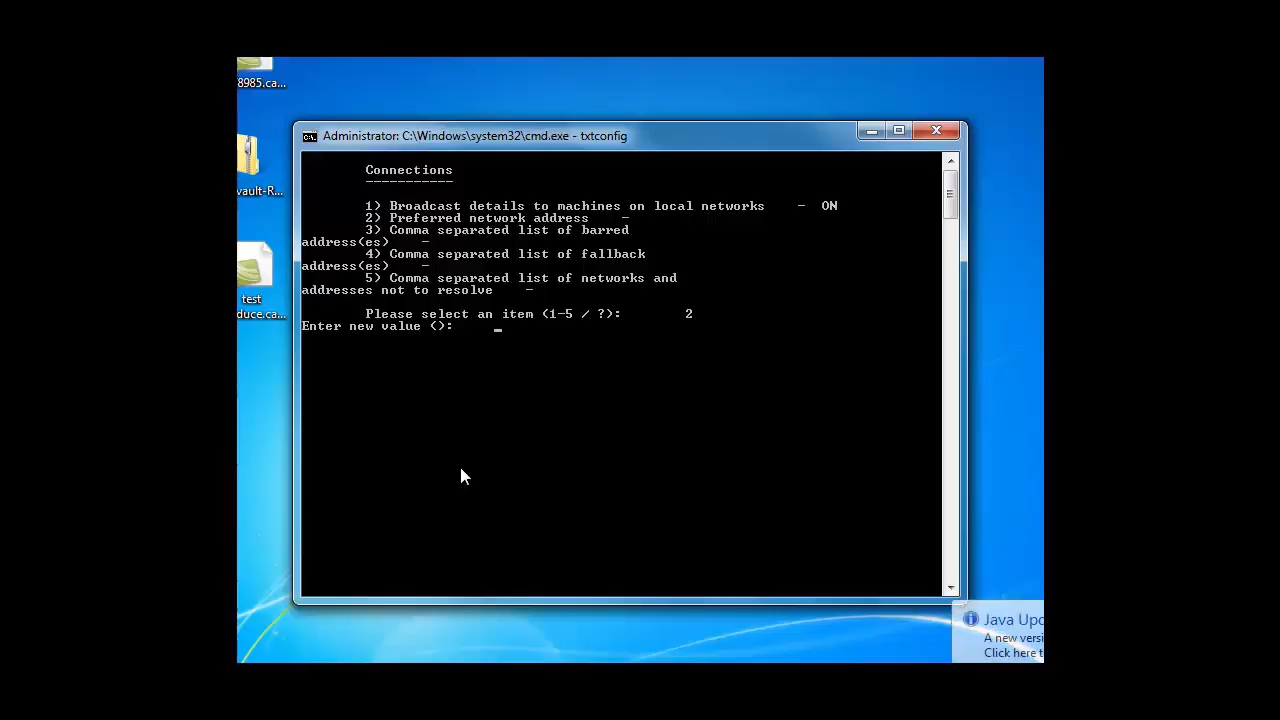 8985.ca...
vault-R...
test
duce.ca...
Administrator: C:\Windows\system32\cmd.exe - txtconfig
Connections
-----------
1) Broadcast details to machines on local networks - ON
2) Preferred network address -
3) Comma separated list of barred
address(es) -
4) Comma separated list of fallback
address(es) -
5) Comma separated list of networks and
addresses not to resolve -
Please select an item (1-5 / ?): 2
Enter new value (): _
Java Upd
A new versi
Click here t